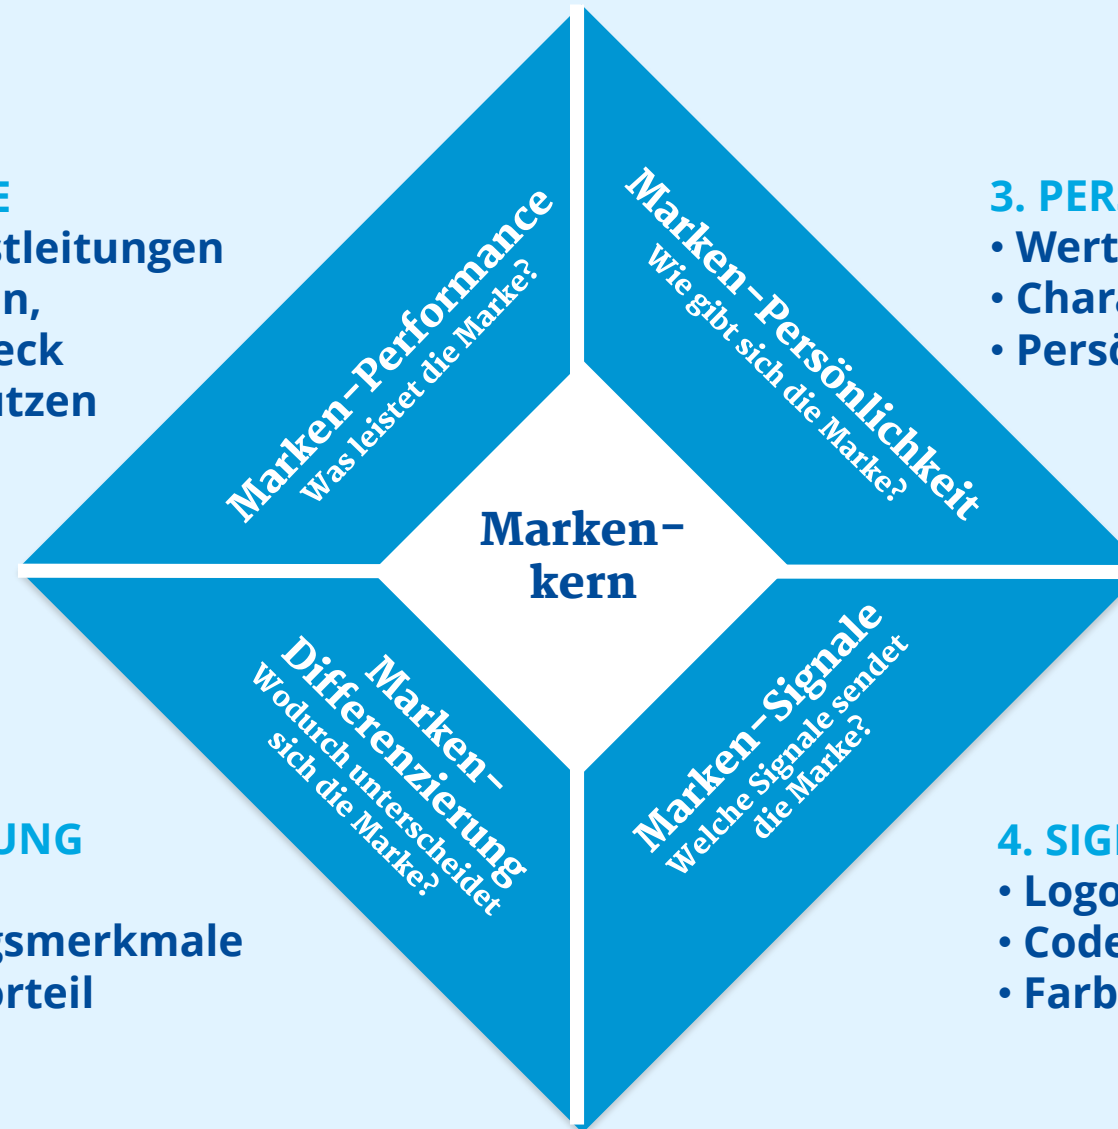 E
stleitungen
n,
eck
utzen
Marken-Performance
Was leistet die Marke?
Marken-Persönlichkeit
Wie gibt sich die Marke?
3. PER
• Wert
• Chara
• Persö
Marken-
kern
UNG
gsmerkmale
orteil
Marken-
Differenzierung
Wodurch unterscheidet
sich die Marke?
Marken-Signale
Welche Signale sendet
die Marke?
4. SIG
• Logo
• Code
• Farb